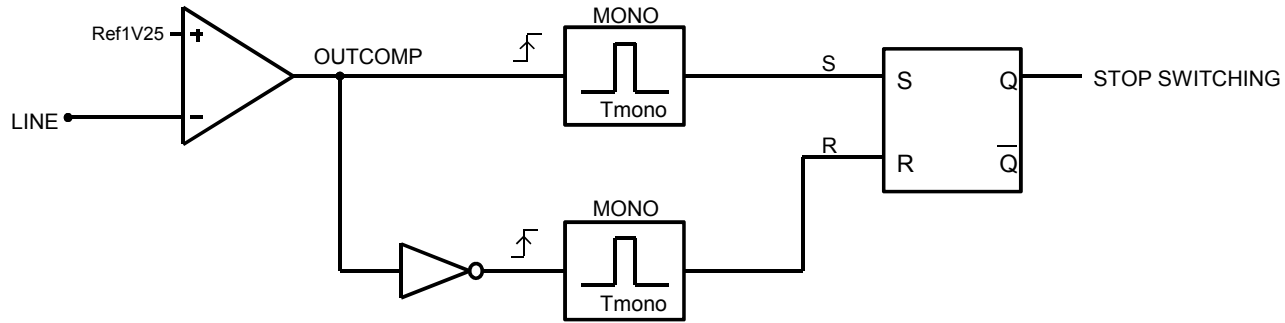 MONO
Ref1V25
+
OUTCOMP
S
S
Q
STOP SWITCHING
Tmono
LINE
−
R
R
Q̅
MONO
Tmono